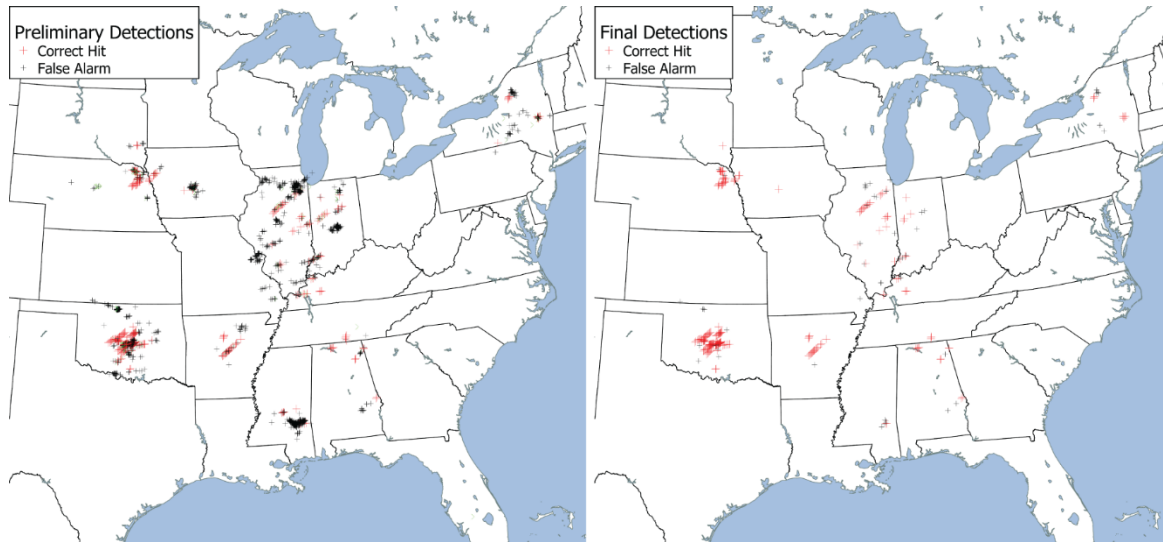 Preliminary Detections
Correct Hit
False Alarm
Final Detections
Correct Hit
False Alarm